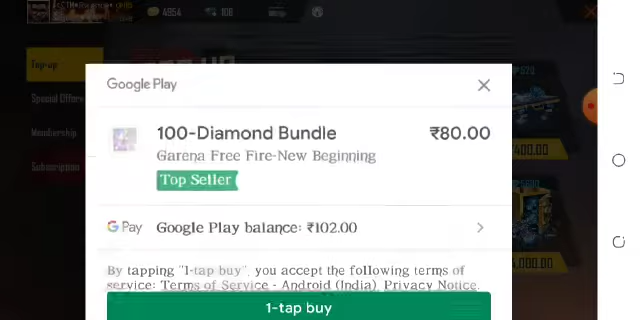 4954
108
Top-up
Special Offers
Membership
Subscription
Google Play
100-Diamond Bundle
₹80.00
Garena Free Fire-New Beginning
Top Seller
G Pay Google Play balance: ₹102.00
By tapping "1-tap buy", you accept the following terms of
service: Terms of Service - Android (India), Privacy Notice.
1-tap buy